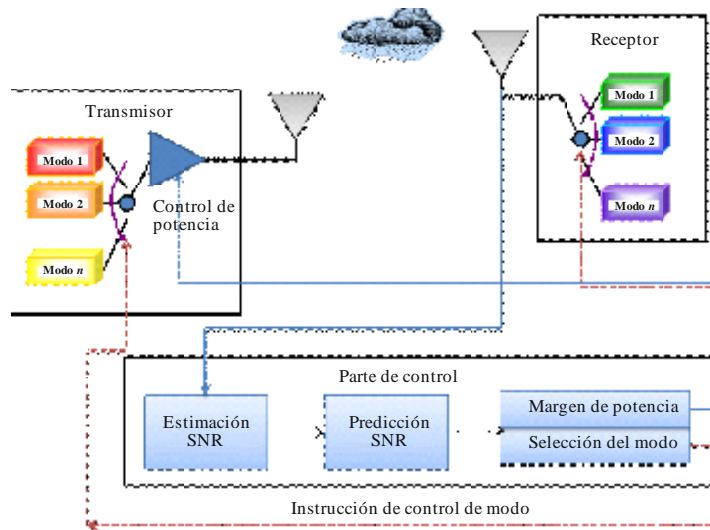 Receptor
Modo 1
Modo 2
Modo n
Transmisor
Modo 1
Modo 2
Modo n
Control de
potencia
Parte de control
Estimación
SNR
Predicción
SNR
Margen de potencia
Selección del modo
Instrucción de control de modo